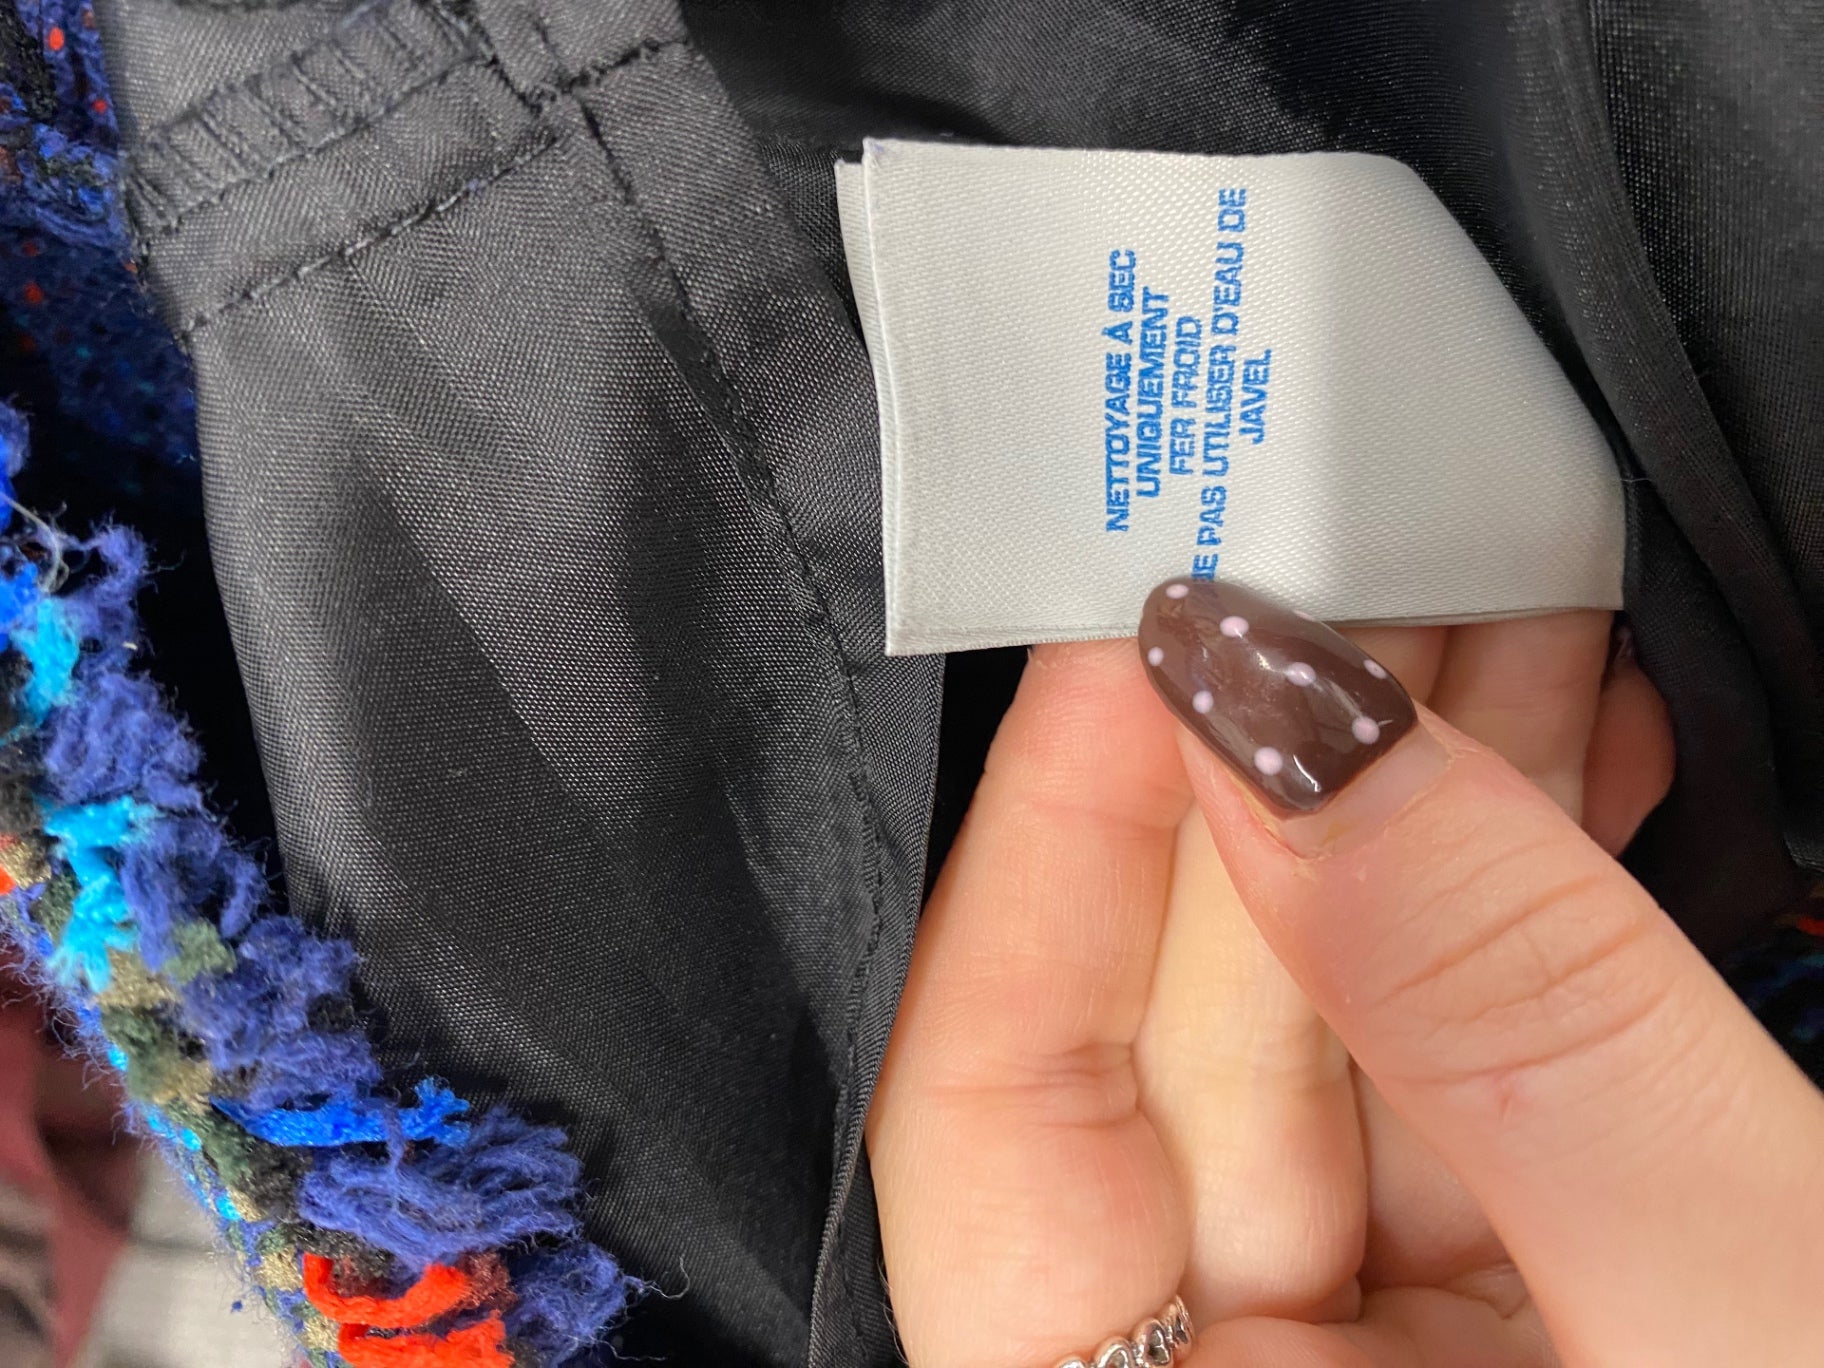 NETTOYAGE À SEC
UNIQUEMENT
FER FROID
NE PAS UTILISER D'EAU DE
JAVEL